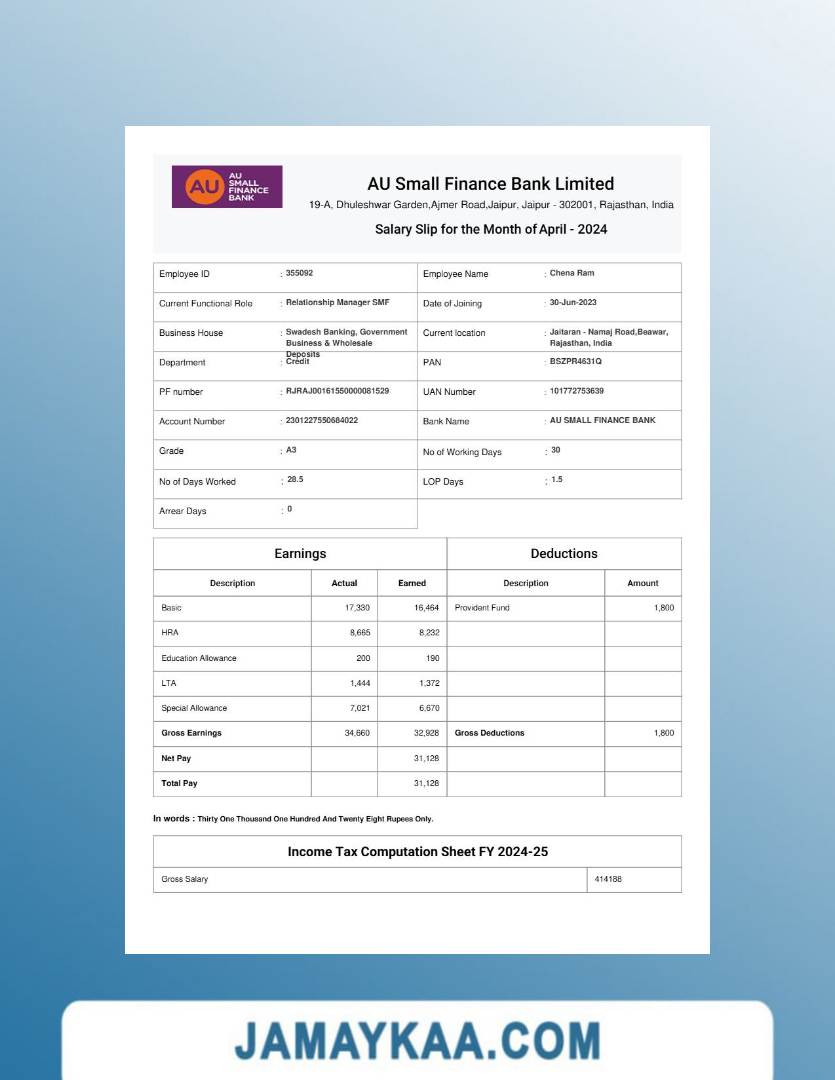 AU
AU
SMALL
FINANCE
BANK
AU Small Finance Bank Limited
19-A, Dhuleshwar Garden,Ajmer Road,Jaipur, Jaipur - 302001, Rajasthan, India
Salary Slip for the Month of April - 2024
Employee ID : 355092 Employee Name : Chena Ram
Current Functional Role : Relationship Manager SMF Date of Joining : 30-Jun-2023
Business House : Swadesh Banking, Government Current location : Jaitaran - Namaj Road,Beawar,
Business & Wholesale Rajasthan, India
Deposits
Department : Credit PAN : BSZPR4631Q
PF number : RJRAJ00161550000081529 UAN Number : 101772753639
Account Number : 2301227550684022 Bank Name : AU SMALL FINANCE BANK
Grade : A3 No of Working Days : 30
No of Days Worked : 28.5 LOP Days : 1.5
Arrear Days : 0
Earnings Deductions
Description Actual Earned Description Amount
Basic 17,330 16,464 Provident Fund 1,800
HRA 8,665 8,232
Education Allowance 200 190
LTA 1,444 1,372
Special Allowance 7,021 6,670
Gross Earnings 34,660 32,928 Gross Deductions 1,800
Net Pay 31,128
Total Pay 31,128
In words : Thirty One Thousand One Hundred And Twenty Eight Rupees Only.
Income Tax Computation Sheet FY 2024-25
Gross Salary 414188
JAMAYKAA.COM